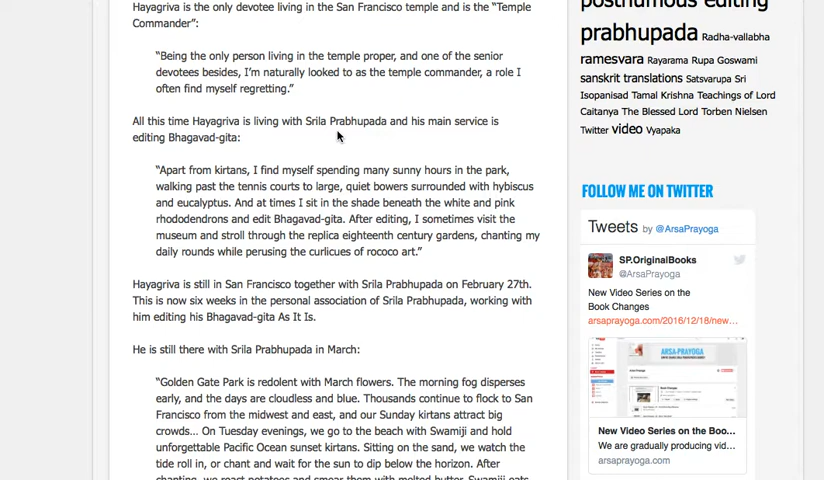 Hayagriva is the only devotee living in the San Francisco temple and is the “Temple
Commander”:
“Being the only person living in the temple proper, and one of the senior
devotees besides, I’m naturally looked to as the temple commander, a role I
often find myself regretting.”
All this time Hayagriva is living with Srila Prabhupada and his main service is
editing Bhagavad-gita:
“Apart from kirtans, I find myself spending many sunny hours in the park,
walking past the tennis courts to large, quiet bowers surrounded with hybiscus
and eucalyptus. And at times I sit in the shade beneath the white and pink
rhododendrons and edit Bhagavad-gita. After editing, I sometimes visit the
museum and stroll through the replica eighteenth century gardens, chanting my
daily rounds while perusing the curlicues of rococo art.”
Hayagriva is still in San Francisco together with Srila Prabhupada on February 27th.
This is now six weeks in the personal association of Srila Prabhupada, working with
him editing his Bhagavad-gita As It Is.
He is still there with Srila Prabhupada in March:
“Golden Gate Park is redolent with March flowers. The morning fog disperses
early, and the days are cloudless and blue. Thousands continue to flock to San
Francisco from the midwest and east, and our Sunday kirtans attract big
crowds… On Tuesday evenings, we go to the beach with Swamiji and hold
unforgettable Pacific Ocean sunset kirtans. Sitting on the sand, we watch the
tide roll in, or chant and wait for the sun to dip below the horizon. After
chanting, we roast potatoes and smear them with melted butter. Swamiji eats
posthumous editing
prabhupada Radha-vallabha
ramesvara Rayarama Rupa Goswami
sanskrit translations Satsvarupa Sri
Isopanisad Tamal Krishna Teachings of Lord
Caitanya The Blessed Lord Torben Nielsen
Twitter video Vyapaka
FOLLOW ME ON TWITTER
Tweets by @ArsaPrayoga
SP.OriginalBooks
@ArsaPrayoga
New Video Series on the
Book Changes
arsaprayoga.com/2016/12/18/new…
ARSA-PRAYOGA
New Video Series on the Boo…
We are gradually producing vid…
arsaprayoga.com